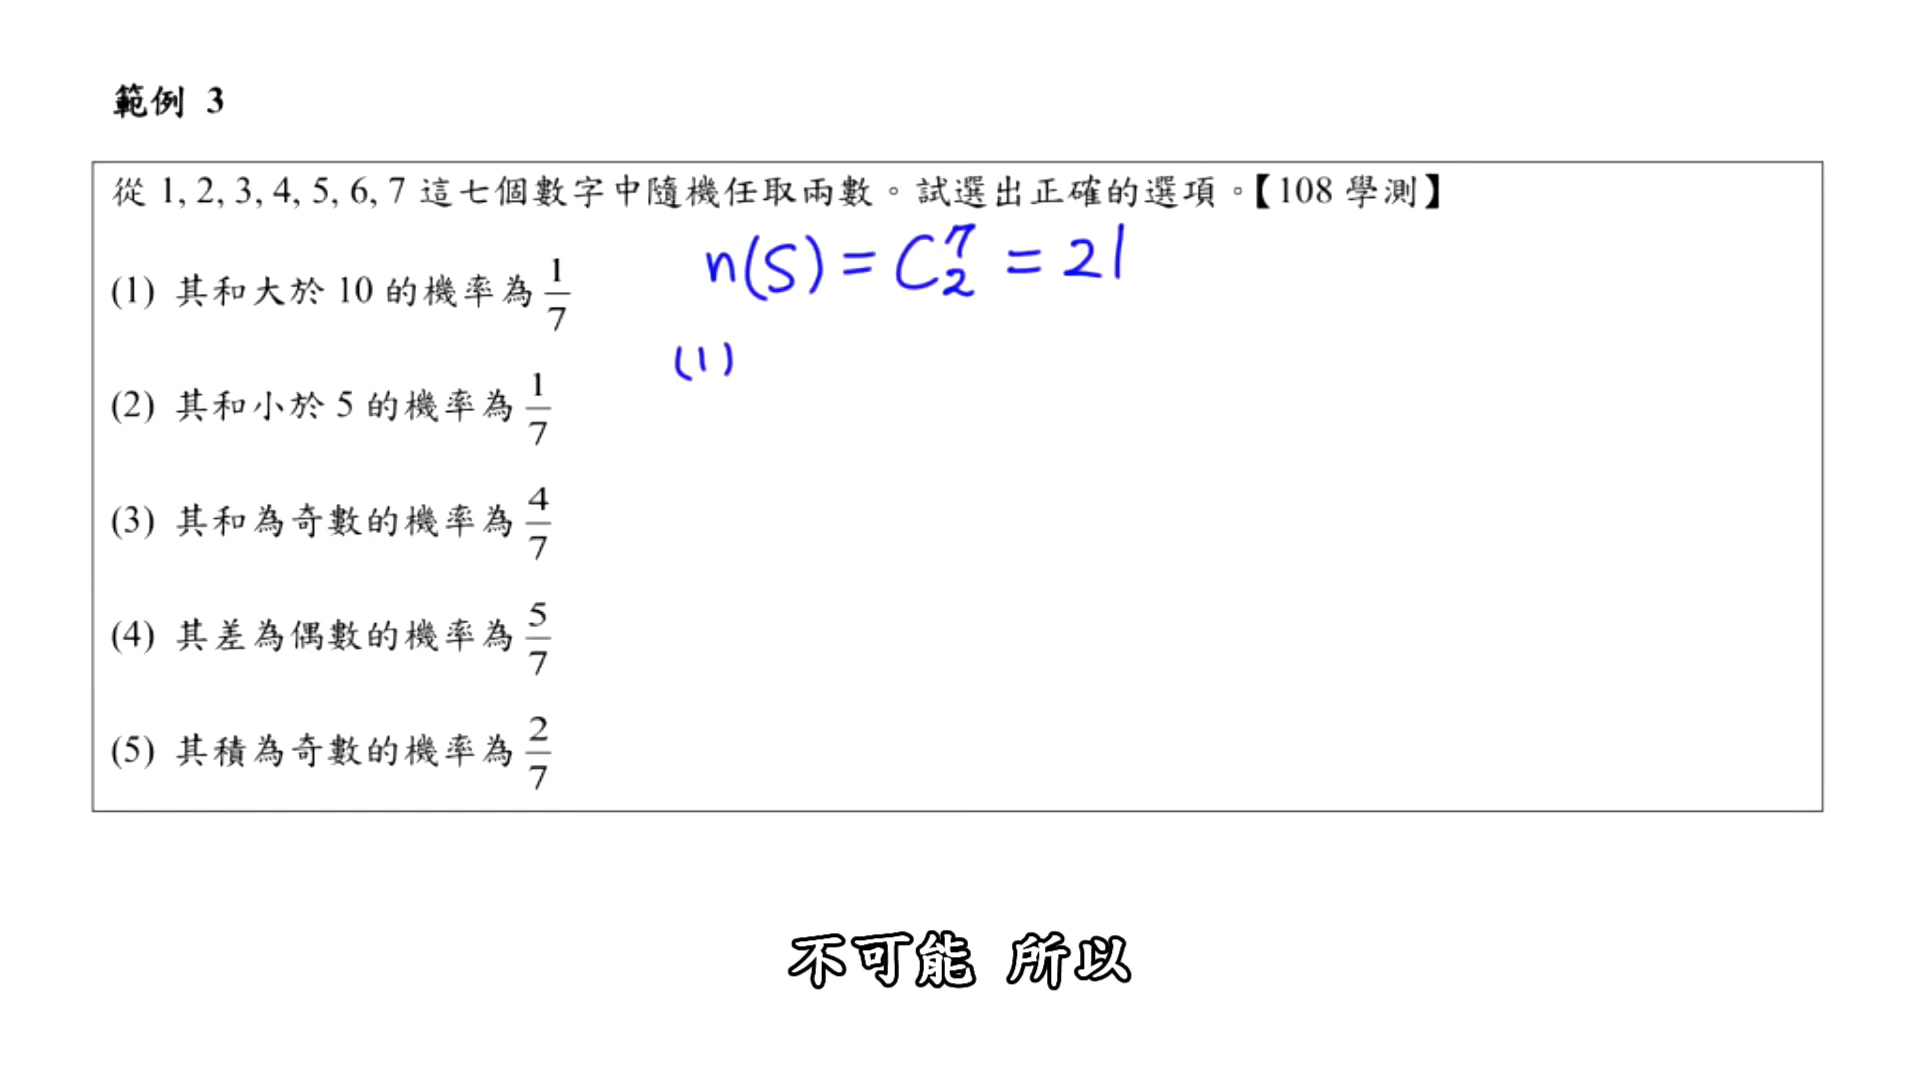 範例 3
從 1, 2, 3, 4, 5, 6, 7 這七個數字中隨機任取兩數。試選出正確的選項。【108 學測】
n(S) = C⁷₂ = 21
(1) 其和大於 10 的機率為 1/7
(1)
(2) 其和小於 5 的機率為 1/7
(3) 其和為奇數的機率為 4/7
(4) 其差為偶數的機率為 5/7
(5) 其積為奇數的機率為 2/7
不可能 所以